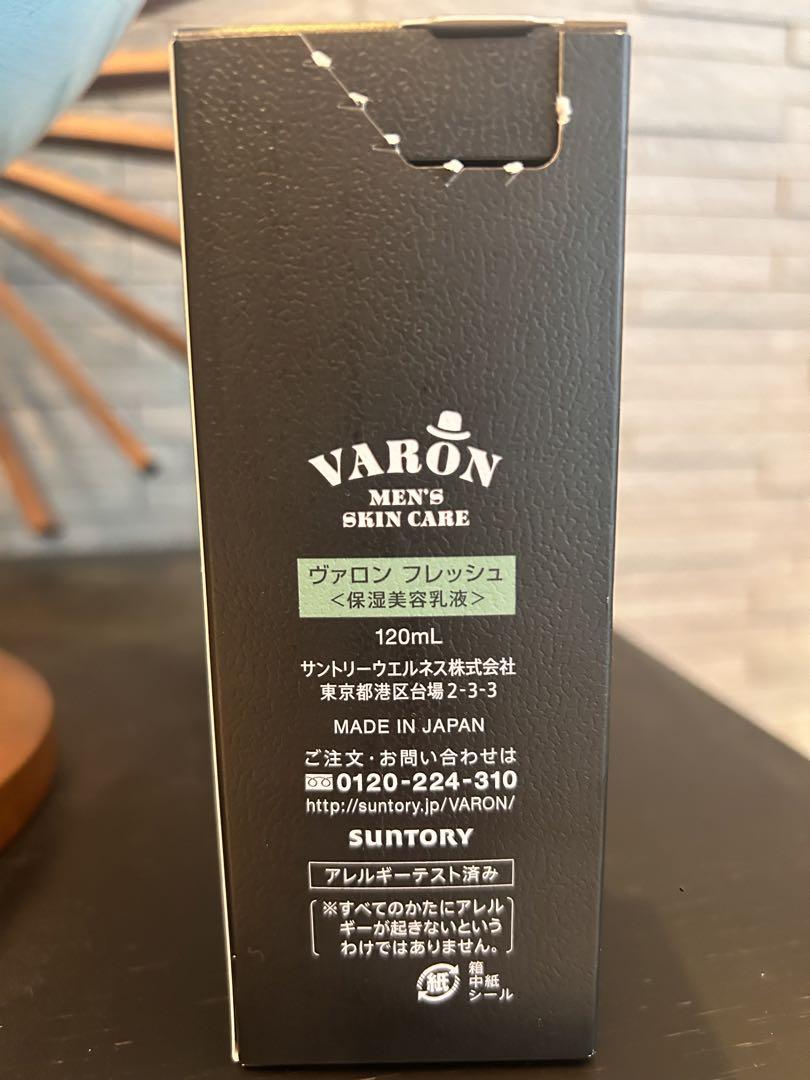 VARON
MEN'S
SKIN CARE
ヴァロン フレッシュ
＜保湿美容乳液＞
120mL
サントリーウエルネス株式会社
東京都港区台場2-3-3
MADE IN JAPAN
ご注文・お問い合わせは
0120-224-310
http://suntory.jp/VARON/
SUNTORY
アレルギーテスト済み
※すべてのかたにアレル
ギーが起きないという
わけではありません。
紙
箱
中紙
シール